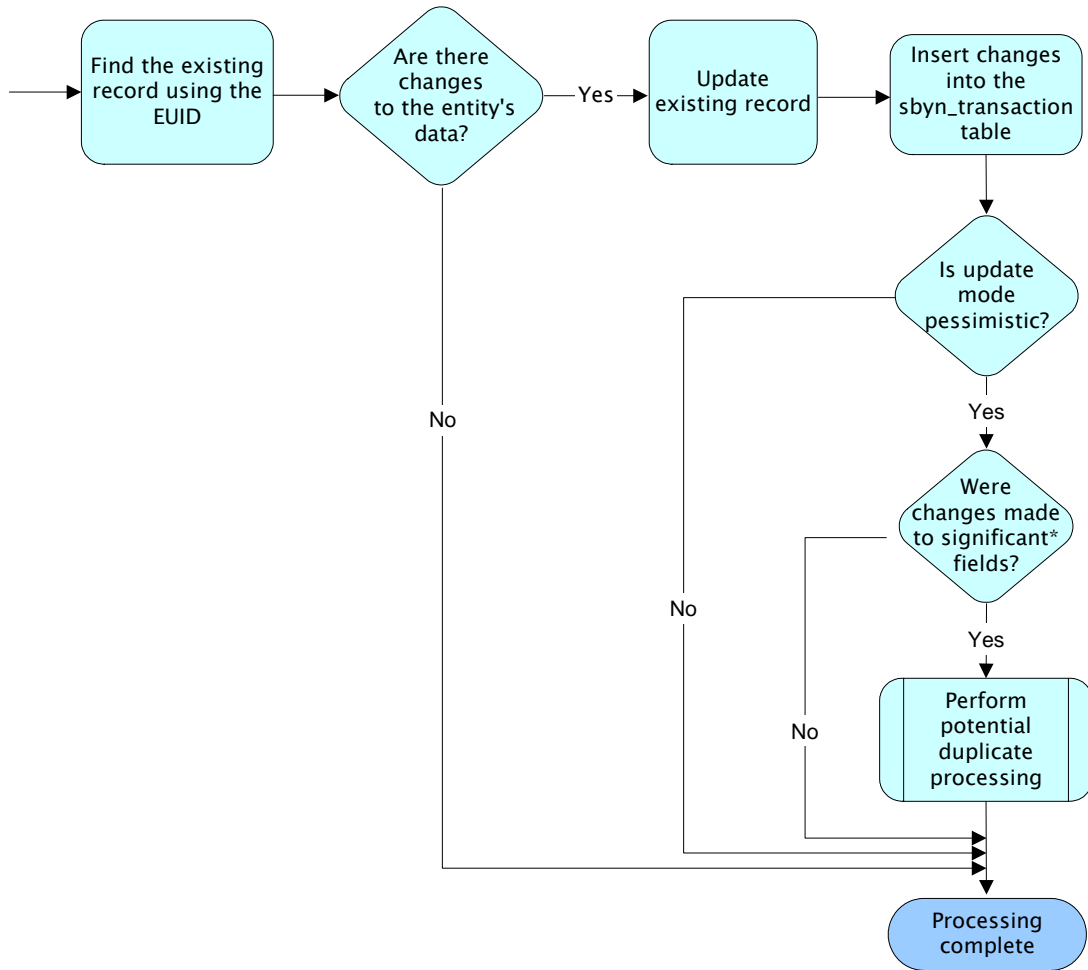 Find the existing
record using the
EUID
Are there
changes
to the entity's
data?
Yes
Update
existing record
Insert changes
into the
sbyn_transaction
table
Is update
mode
pessimistic?
Yes
No
Were
changes made
to significant*
fields?
No
Yes
Perform
potential
duplicate
processing
No
Processing
complete